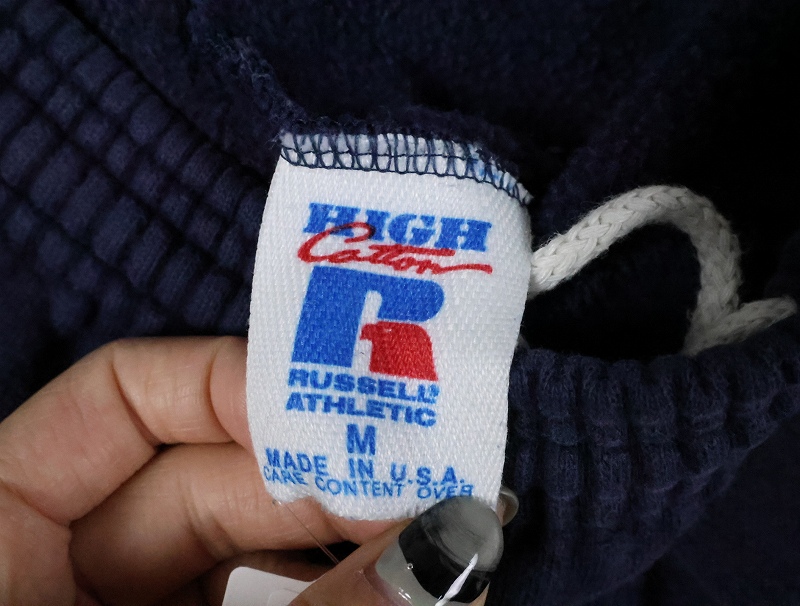 HIGH
Cotton
R
RUSSELL
ATHLETIC
M
MADE IN U.S.A.
CARE CONTENT OVER